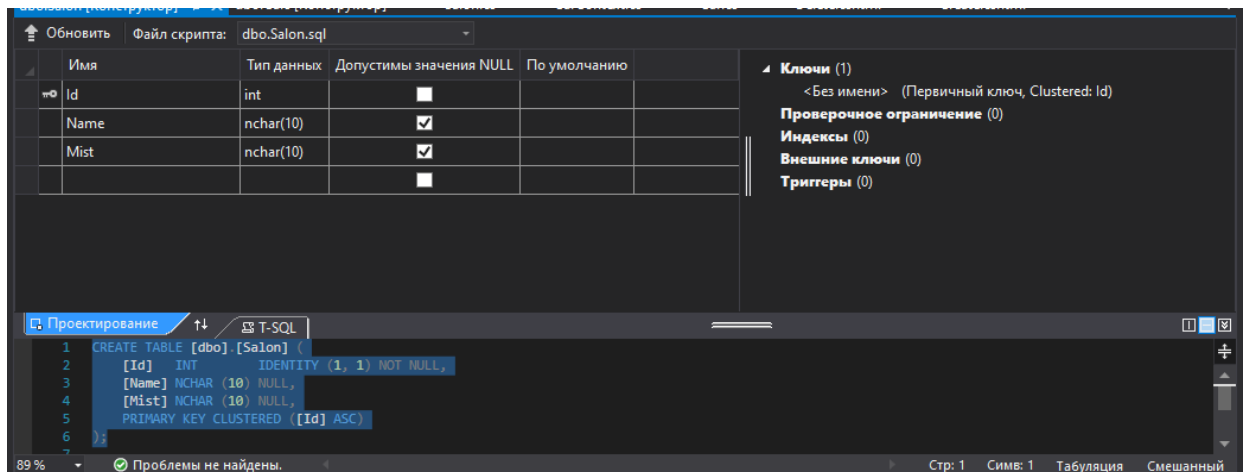 Обновить Файл скрипта: dbo.Salon.sql
Имя Тип данных Допустимы значения NULL По умолчанию
Id int
Name nchar(10)
Mist nchar(10)
Ключи (1)
<Без имени> (Первичный ключ, Clustered: Id)
Проверочное ограничение (0)
Индексы (0)
Внешние ключи (0)
Триггеры (0)
Проектирование T-SQL
1 CREATE TABLE [dbo].[Salon] (
2 [Id] INT IDENTITY (1, 1) NOT NULL,
3 [Name] NCHAR (10) NULL,
4 [Mist] NCHAR (10) NULL,
5 PRIMARY KEY CLUSTERED ([Id] ASC)
6 );
7
89 % Проблемы не найдены. Стр: 1 Симв: 1 Табуляция Смешанный